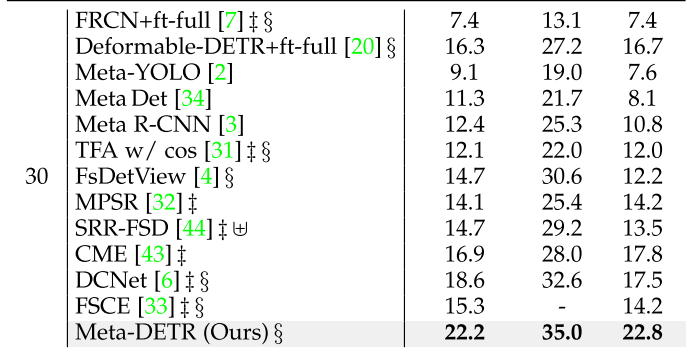 FRCN+ft-full [7] ‡ § 7.4 13.1 7.4
Deformable-DETR+ft-full [20] § 16.3 27.2 16.7
Meta-YOLO [2] 9.1 19.0 7.6
Meta Det [34] 11.3 21.7 8.1
Meta R-CNN [3] 12.4 25.3 10.8
TFA w/ cos [31] ‡ § 12.1 22.0 12.0
30 FsDetView [4] § 14.7 30.6 12.2
MPSR [32] ‡ 14.1 25.4 14.2
SRR-FSD [44] ‡ ⊎ 14.7 29.2 13.5
CME [43] ‡ 16.9 28.0 17.8
DCNet [6] ‡ § 18.6 32.6 17.5
FSCE [33] ‡ § 15.3 - 14.2
Meta-DETR (Ours) § 22.2 35.0 22.8